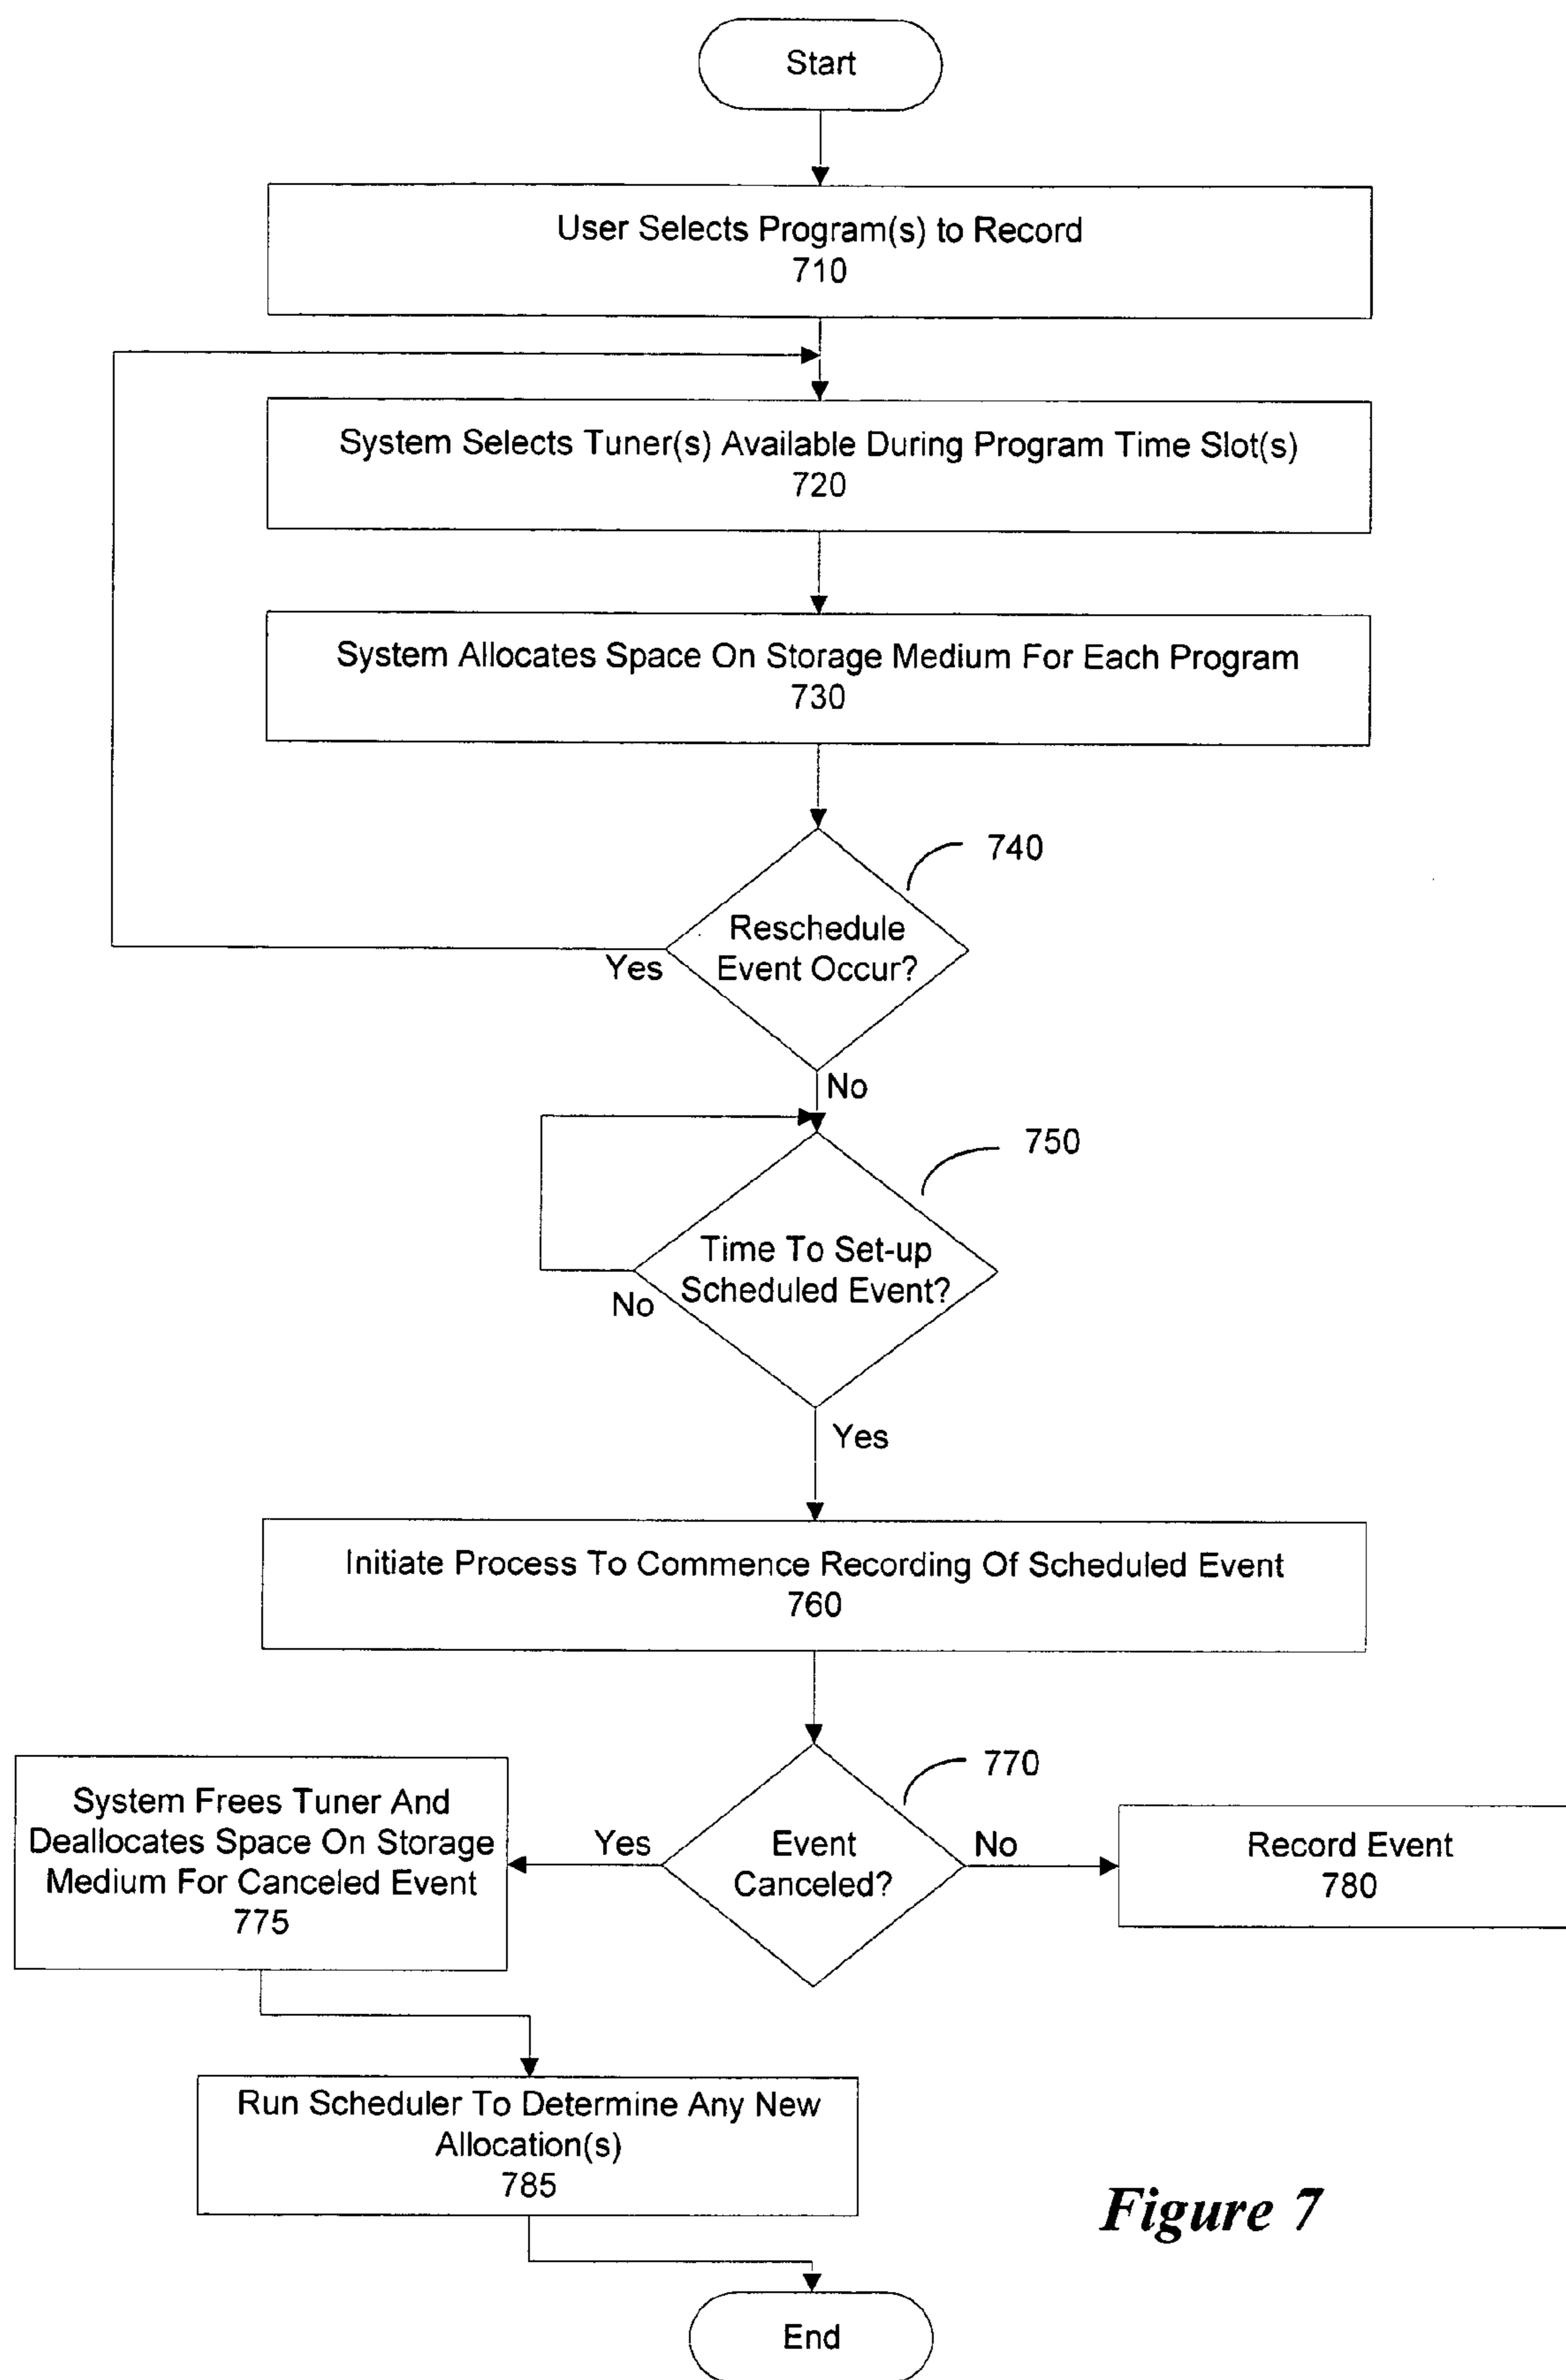 Start
User Selects Program(s) to Record
710
System Selects Tuner(s) Available During Program Time Slot(s)
720
System Allocates Space On Storage Medium For Each Program
730
740
Reschedule
Event Occur?
Yes
No
750
Time To Set-up
Scheduled Event?
No
Yes
Initiate Process To Commence Recording Of Scheduled Event
760
770
System Frees Tuner And
Deallocates Space On Storage
Medium For Canceled Event
775
Yes
Event
Canceled?
No
Record Event
780
Run Scheduler To Determine Any New
Allocation(s)
785
Figure 7
End